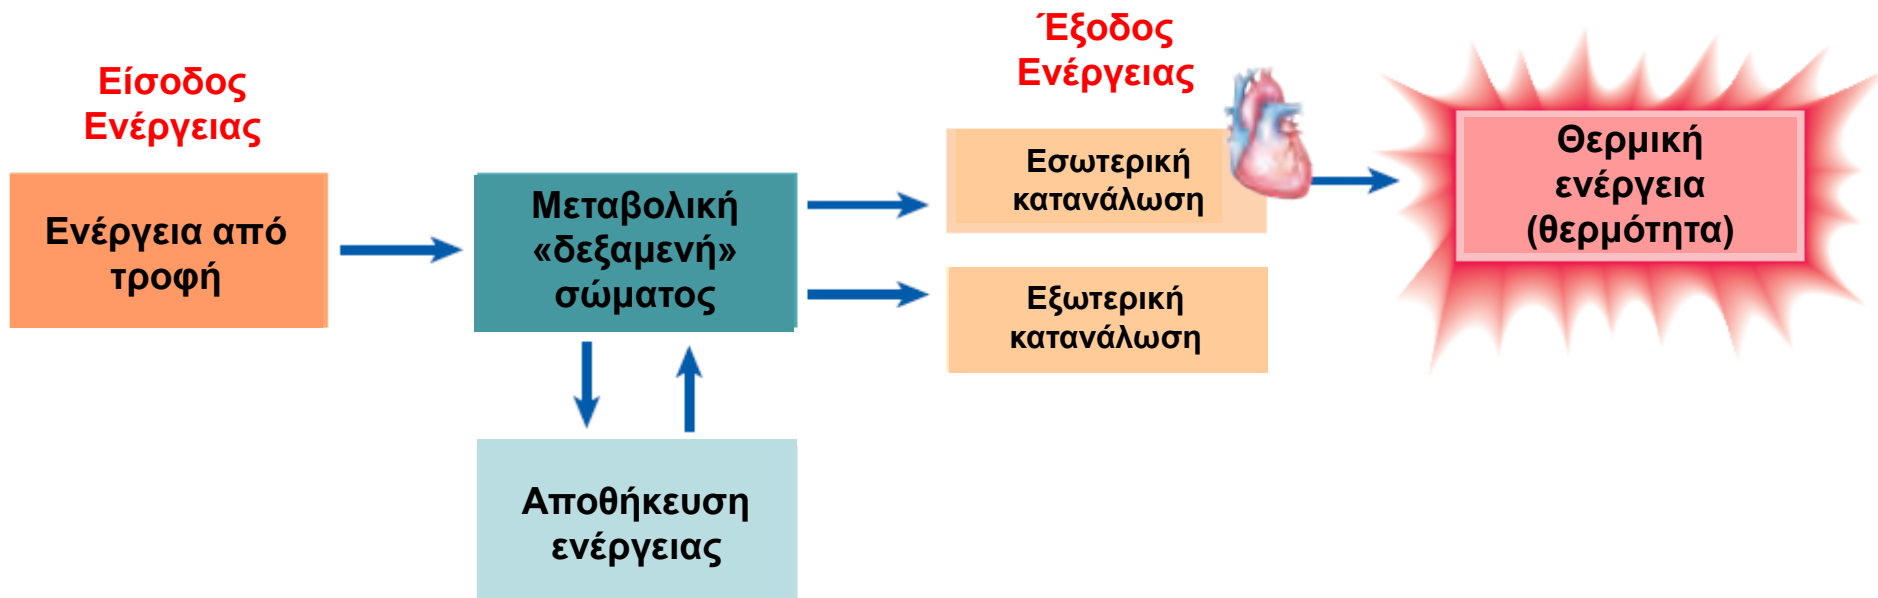 Είσοδος
Ενέργειας
Ενέργεια από
τροφή
Μεταβολική
«δεξαμενή»
σώματος
Αποθήκευση
ενέργειας
Έξοδος
Ενέργειας
Εσωτερική
κατανάλωση
Εξωτερική
κατανάλωση
Θερμική
ενέργεια
(θερμότητα)